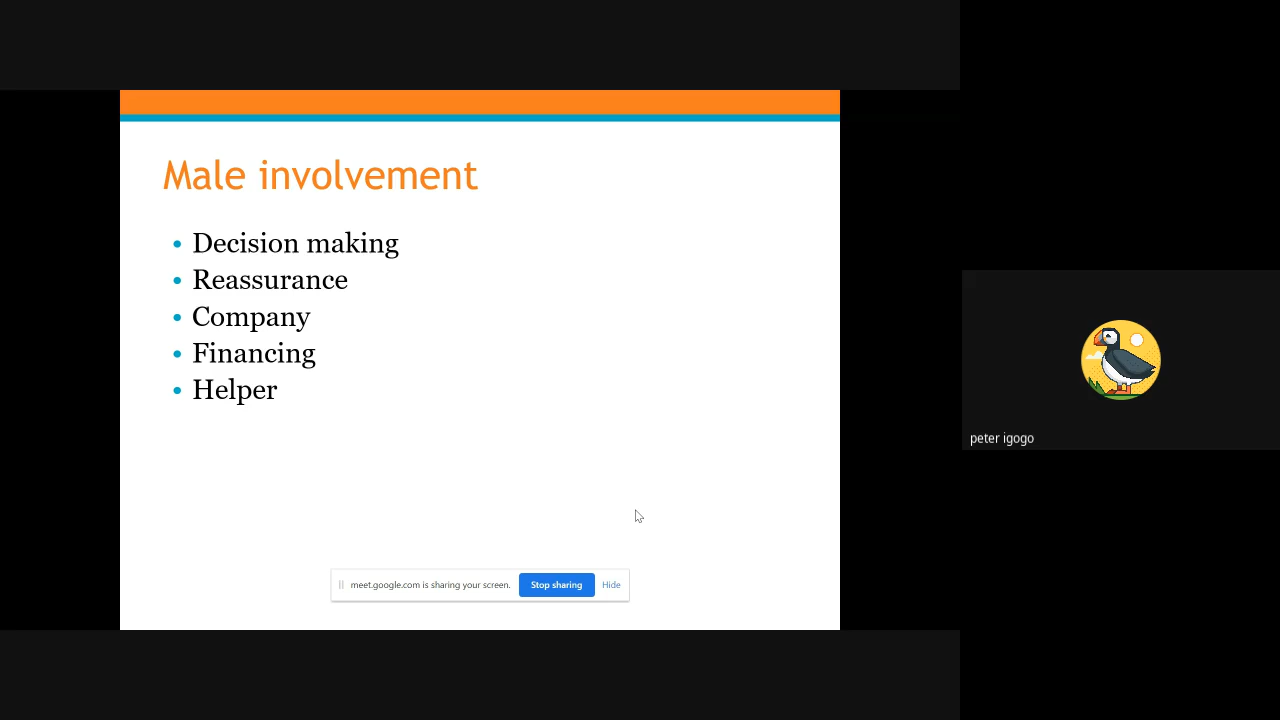 Male involvement
• Decision making
• Reassurance
• Company
• Financing
• Helper
meet.google.com is sharing your screen. Stop sharing Hide
peter igogo